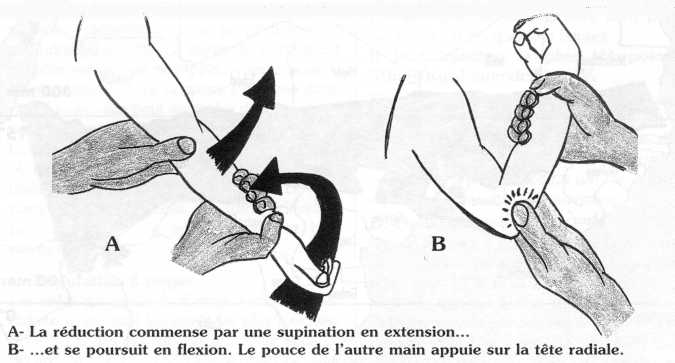 A
B
A- La réduction commense par une supination en extension...
B- ...et se poursuit en flexion. Le pouce de l'autre main appuie sur la tête radiale.